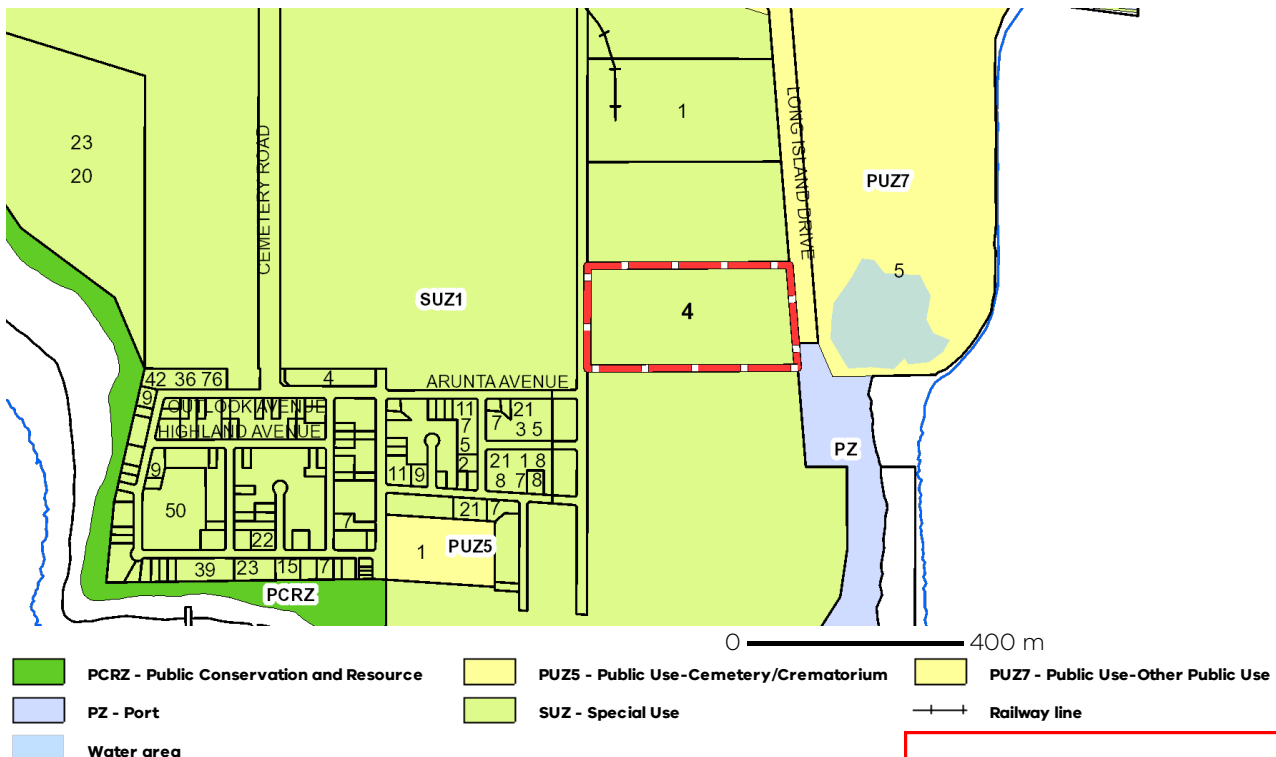 1
23
20
CEMETERY ROAD
LONG ISLAND DRIVE
PUZ7
5
SUZ1
4
42 36 76
4
ARUNTA AVENUE
9
OUTLOOK AVENUE
11
21
7
7
3 5
HIGHLAND AVENUE
5
PZ
9
11 9
2
21 1 8
8 7 8
50
21 7
7
22
1
PUZ5
39
23
15
7
PCRZ
0
400 m
PCRZ - Public Conservation and Resource
PUZ5 - Public Use-Cemetery/Crematorium
PUZ7 - Public Use-Other Public Use
PZ - Port
SUZ - Special Use
Railway line
Water area